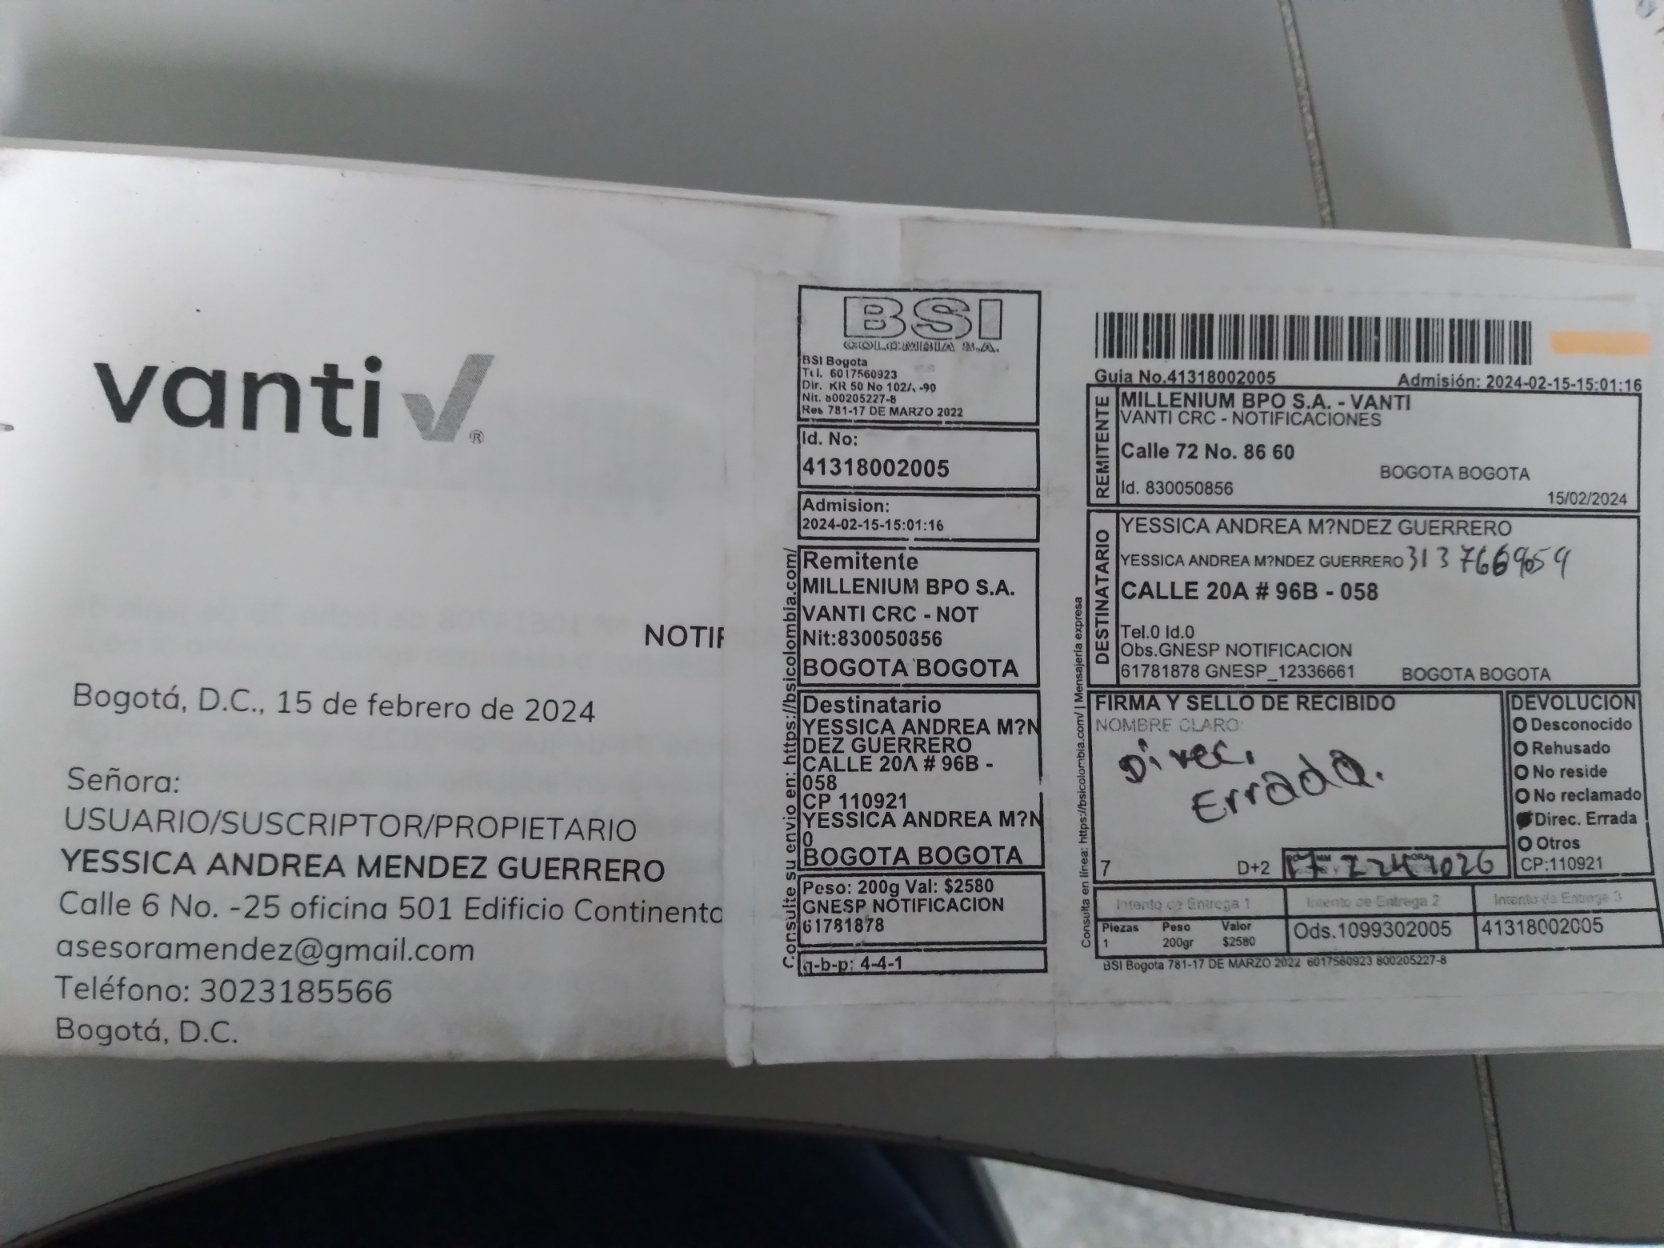 vanti
®
NOTIF
Bogotá, D.C., 15 de febrero de 2024
Señora:
USUARIO/SUSCRIPTOR/PROPIETARIO
YESSICA ANDREA MENDEZ GUERRERO
Calle 6 No. -25 oficina 501 Edificio Continenta
asesoramendez@gmail.com
Teléfono: 3023185566
Bogotá, D.C.
Consulte su envio en: https://bsicolombia.com/
BSI
COLOMBIA S.A.
BSI Bogota
Tel. 6017560923
Dir. KR 50 No 102A -90
Nit. 800205227-8
Res 781-17 DE MARZO 2022
Id. No:
41318002005
Admision:
2024-02-15-15:01:16
Remitente
MILLENIUM BPO S.A.
VANTI CRC - NOT
Nit:830050856
BOGOTA BOGOTA
Destinatario
YESSICA ANDREA M?N
DEZ GUERRERO
CALLE 20A # 96B -
058
CP 110921
YESSICA ANDREA M?N
0
BOGOTA BOGOTA
Peso: 200g Val: $2580
GNESP NOTIFICACION
61781878
q-b-p: 4-4-1
Consulta en línea: https://bsicolombia.com/ | Mensajería expresa
Guia No.41318002005
Admisión: 2024-02-15-15:01:16
REMITENTE
MILLENIUM BPO S.A. - VANTI
VANTI CRC - NOTIFICACIONES
Calle 72 No. 86 60
BOGOTA BOGOTA
Id. 830050856
15/02/2024
DESTINATARIO
YESSICA ANDREA M?NDEZ GUERRERO
YESSICA ANDREA M?NDEZ GUERRERO 3137669659
CALLE 20A # 96B - 058
Tel.0 Id.0
Obs.GNESP NOTIFICACION
61781878 GNESP_12336661 BOGOTA BOGOTA
FIRMA Y SELLO DE RECIBIDO
NOMBRE CLARO:
Direc.
Errada.
7 D+2
DEVOLUCION
Desconocido
Rehusado
No reside
No reclamado
Direc. Errada
Otros
CP:110921
Intento de Entrega 1 Intento de Entrega 2 Intento de Entrega 3
Piezas Peso Valor
1 200gr $2580
Ods.1099302005
41318002005
BSI Bogota 781-17 DE MARZO 2022 6017560923 800205227-8